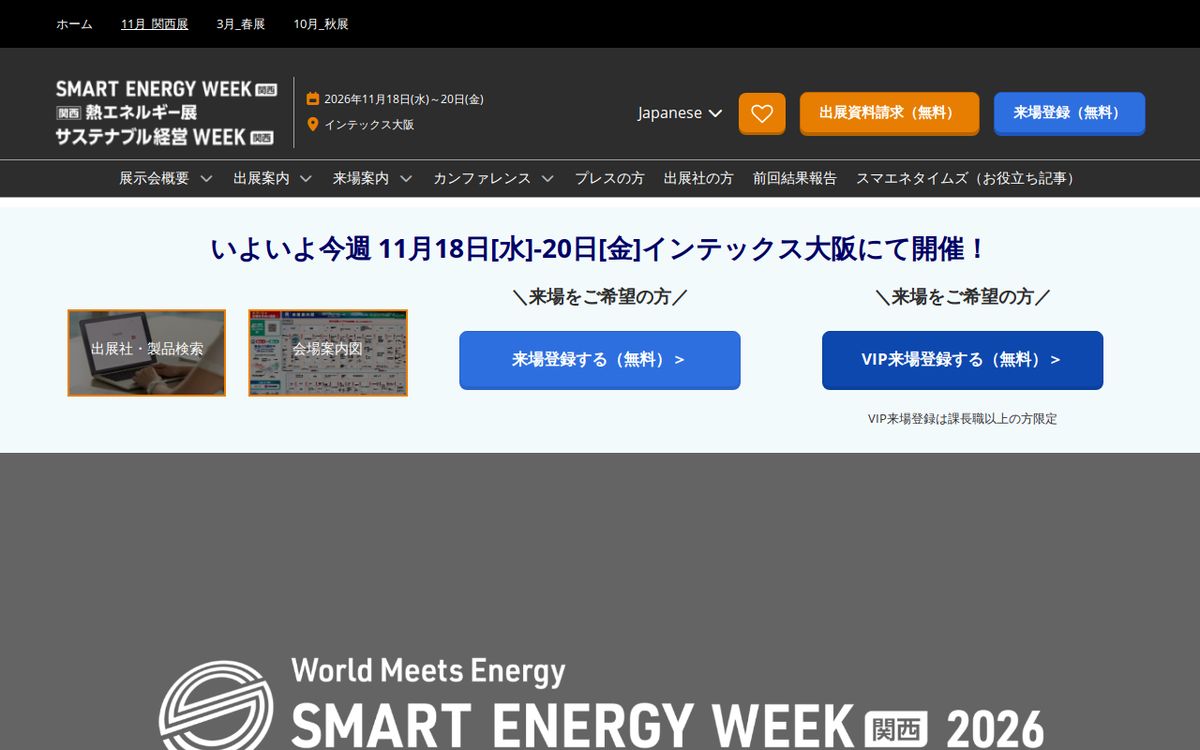 ホーム
11月_関西展
3月_春展
10月_秋展
SMART ENERGY WEEK 関西
関西 熱エネルギー展
サステナブル経営 WEEK 関西
2026年11月18日(水)～20日(金)
インテックス大阪
Japanese
出展資料請求（無料）
来場登録（無料）
展示会概要
出展案内
来場案内
カンファレンス
プレスの方
出展社の方
前回結果報告
スマエネタイムズ（お役立ち記事）
いよいよ今週 11月18日[水]-20日[金]インテックス大阪にて開催！
出展社・製品検索
会場案内図
＼来場をご希望の方／
来場登録する（無料）＞
＼来場をご希望の方／
VIP来場登録する（無料）＞
VIP来場登録は課長職以上の方限定
World Meets Energy
SMART ENERGY WEEK 関西 2026